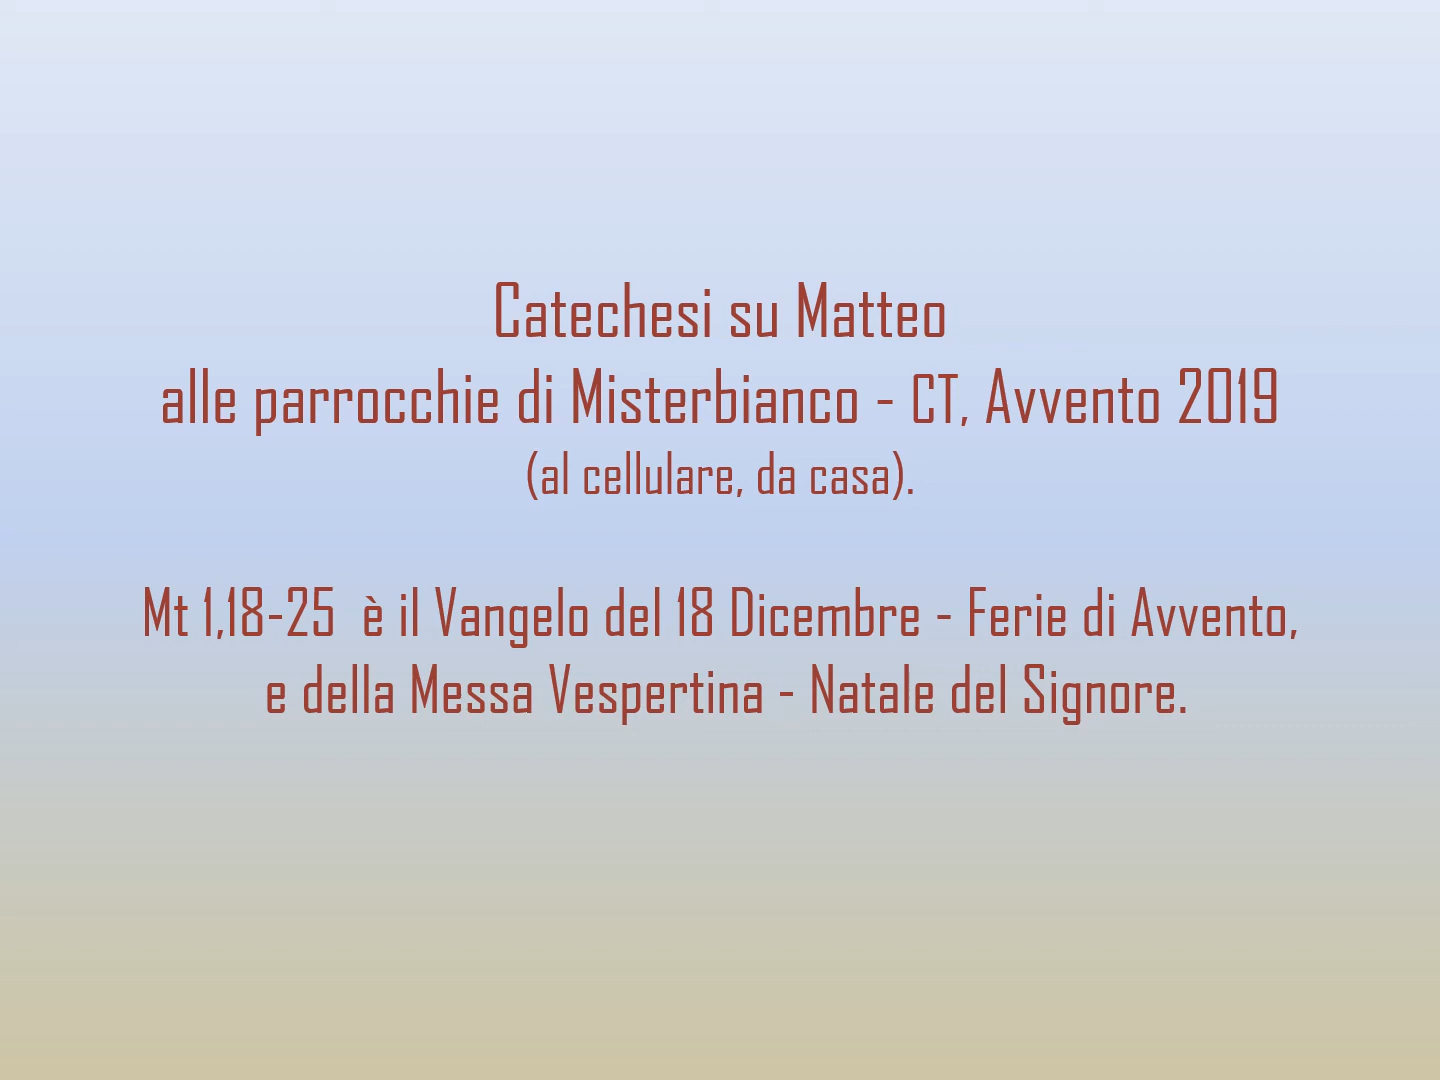 Catechesi su Matteo
alle parrocchie di Misterbianco - CT, Avvento 2019
(al cellulare, da casa).
Mt 1,18-25 è il Vangelo del 18 Dicembre - Ferie di Avvento,
e della Messa Vespertina - Natale del Signore.